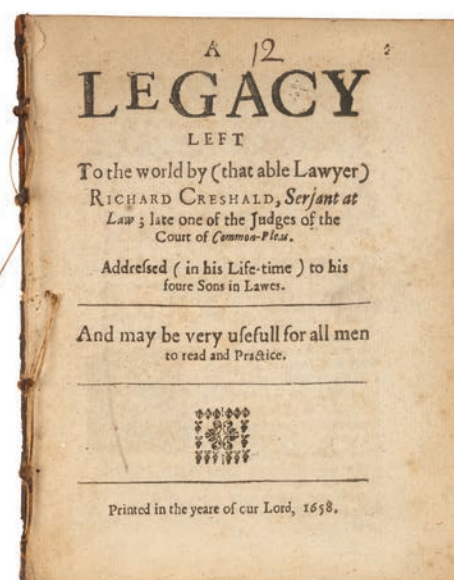 A 12
LEGACY
LEFT
To the world by (that able Lawyer)
RICHARD CRESHALD, Serjant at
Law; late one of the Judges of the
Court of Common-Pleas.
Addreſſed ( in his Life-time ) to his
foure Sons in Lawes.
And may be very uſefull for all men
to read and Practice.
Printed in the yeare of cur Lord, 1658.